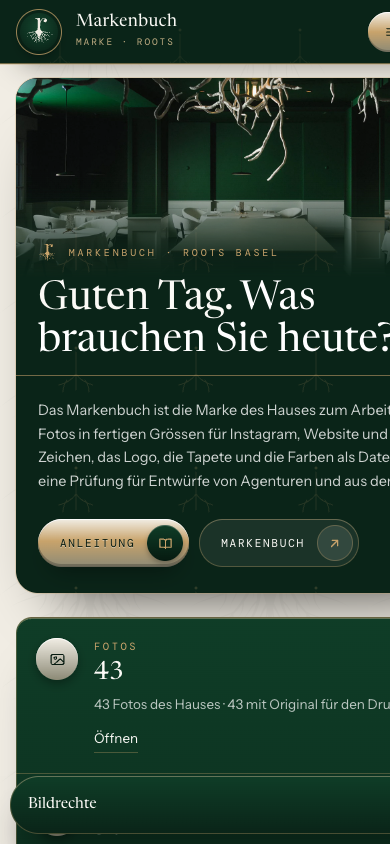 r
Markenbuch
MARKE · ROOTS
r
MARKENBUCH · ROOTS BASEL
Guten Tag. Was
brauchen Sie heute?
Das Markenbuch ist die Marke des Hauses zum Arbeit
Fotos in fertigen Grössen für Instagram, Website und
Zeichen, das Logo, die Tapete und die Farben als Date
eine Prüfung für Entwürfe von Agenturen und aus der
ANLEITUNG
MARKENBUCH
FOTOS
43
43 Fotos des Hauses · 43 mit Original für den Dru
Öffnen
Bildrechte